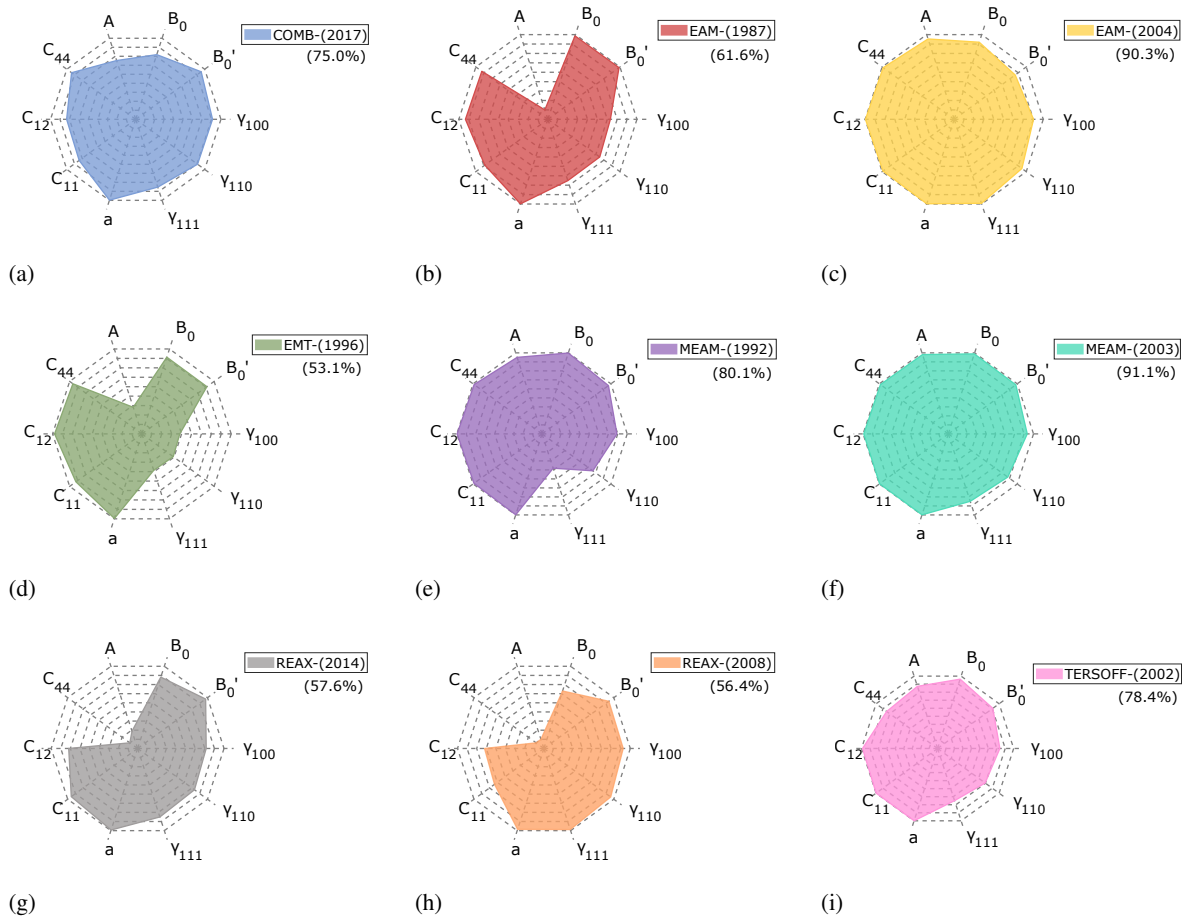 A
B0
COMB-(2017)
C44
B0'
(75.0%)
C12
γ100
C11
γ110
a
γ111
(a)
B0
EAM-(1987)
A
C44
B0'
(61.6%)
C12
γ100
C11
γ110
a
γ111
(b)
A
B0
EAM-(2004)
C44
B0'
(90.3%)
C12
γ100
C11
γ110
a
γ111
(c)
A
B0
EMT-(1996)
C44
B0'
(53.1%)
C12
γ100
C11
γ110
a
γ111
(d)
A
B0
MEAM-(1992)
C44
B0'
(80.1%)
C12
γ100
C11
γ110
a
γ111
(e)
A
B0
MEAM-(2003)
C44
B0'
(91.1%)
C12
γ100
C11
γ110
a
γ111
(f)
A
B0
REAX-(2014)
C44
B0'
(57.6%)
C12
γ100
C11
γ110
a
γ111
(g)
A
B0
REAX-(2008)
C44
B0'
(56.4%)
C12
γ100
C11
γ110
a
γ111
(h)
A
B0
TERSOFF-(2002)
C44
B0'
(78.4%)
C12
γ100
C11
γ110
a
γ111
(i)